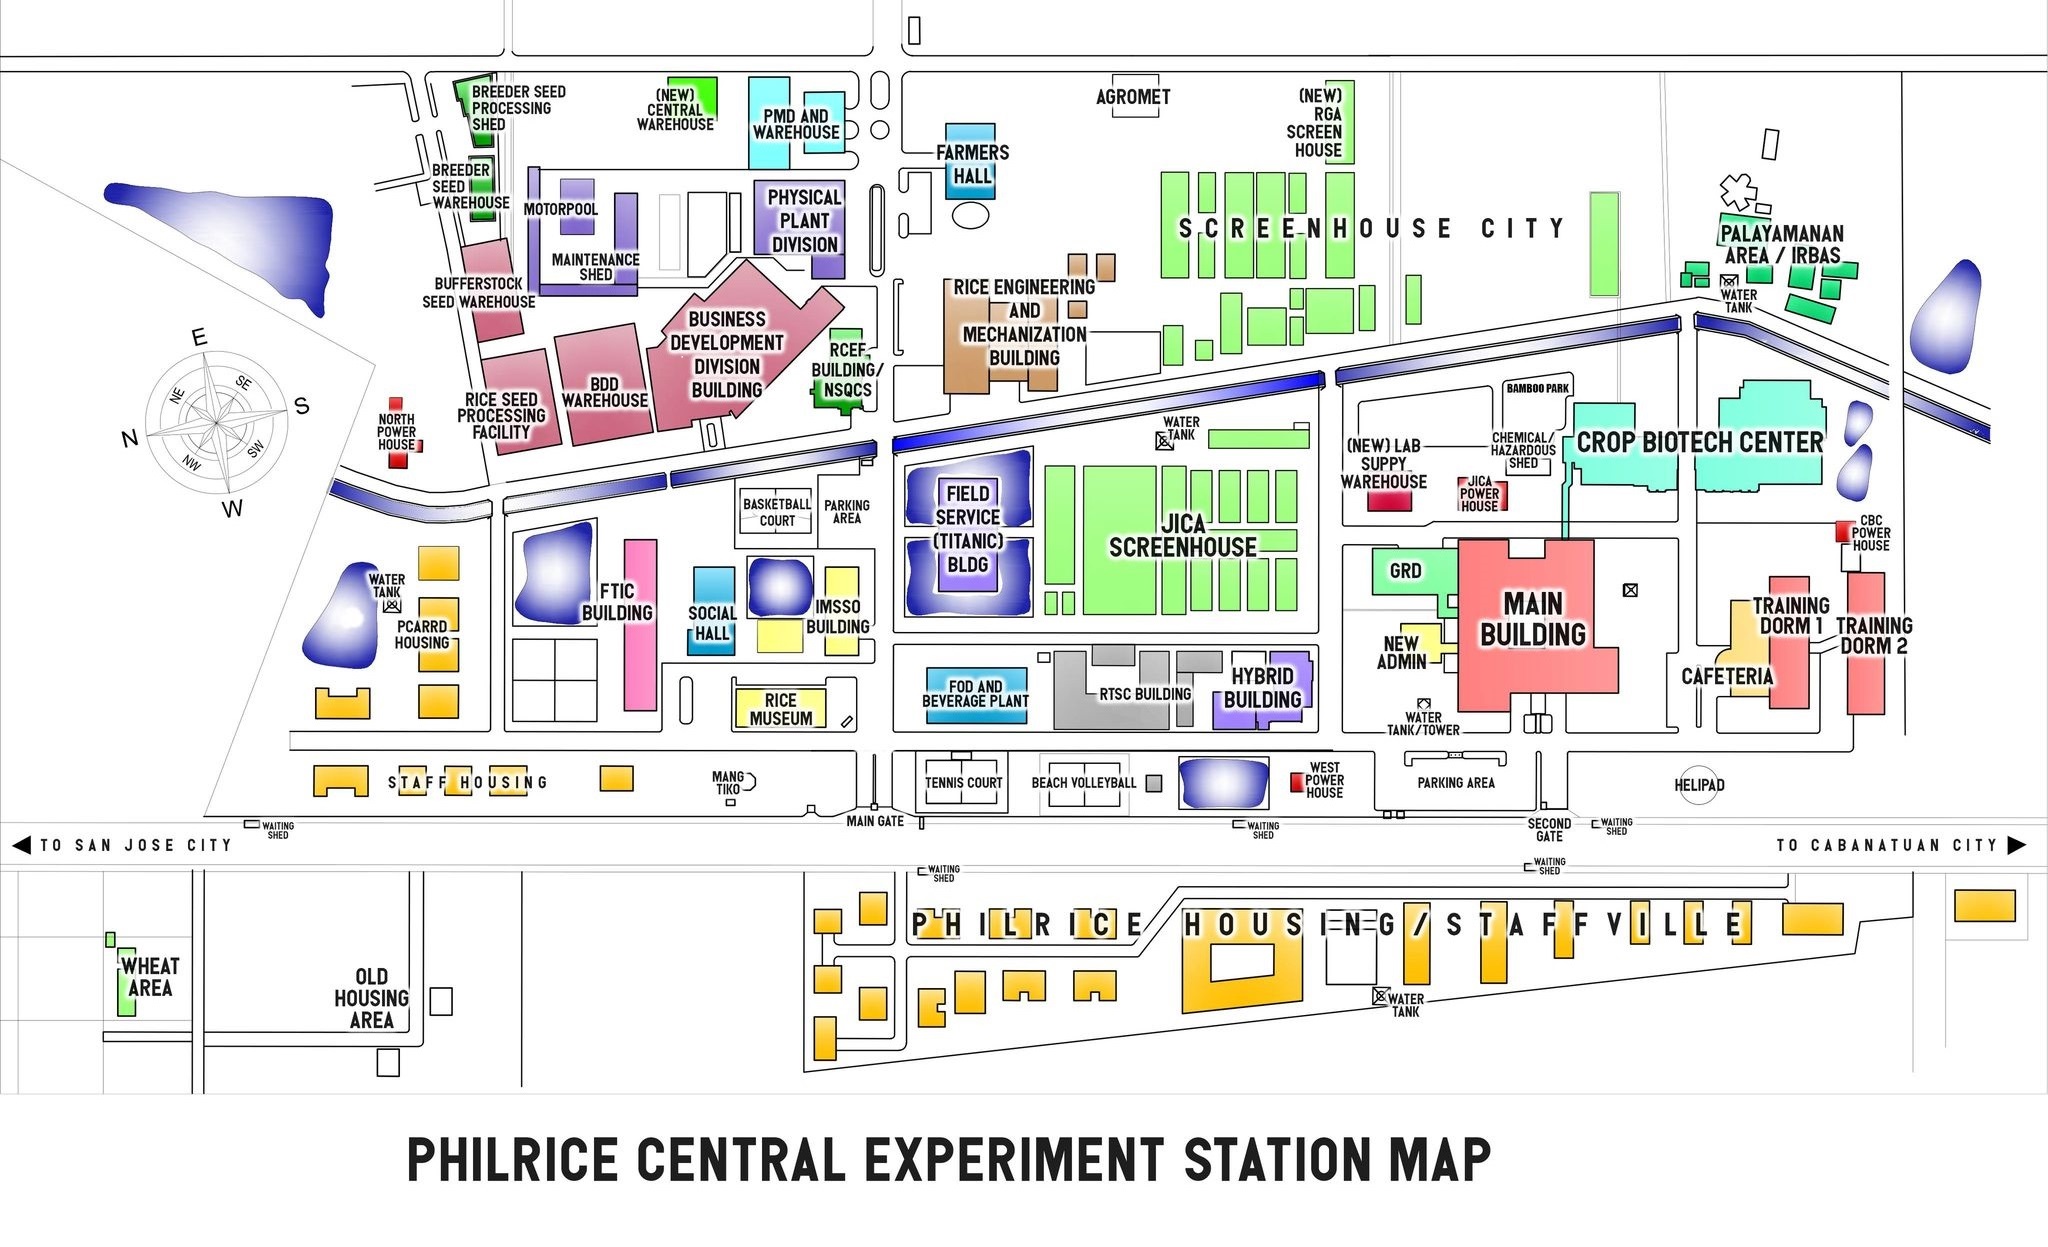 BREEDER SEED
PROCESSING
SHED
(NEW)
CENTRAL
WAREHOUSE
PMD AND
WAREHOUSE
AGROMET
(NEW)
RGA
SCREEN
HOUSE
FARMERS
HALL
BREEDER
SEED
WAREHOUSE
MOTORPOOL
PHYSICAL
PLANT
DIVISION
MAINTENANCE
SHED
SCREENHOUSE CITY
PALAYAMANAN
AREA / IRBAS
WATER
TANK
BUFFERSTOCK
SEED WAREHOUSE
RICE ENGINEERING
AND
MECHANIZATION
BUILDING
BUSINESS
DEVELOPMENT
DIVISION
BUILDING
RCEF
BUILDING/
NSQCS
BDD
WAREHOUSE
RICE SEED
PROCESSING
FACILITY
E
SE
S
SW
W
NW
N
NE
NORTH
POWER
HOUSE
BAMBOO PARK
WATER
TANK
(NEW) LAB
SUPPY
WAREHOUSE
CHEMICAL/
HAZARDOUS
SHED
CROP BIOTECH CENTER
JICA
POWER
HOUSE
BASKETBALL
COURT
PARKING
AREA
FIELD
SERVICE
(TITANIC)
BLDG
JICA
SCREENHOUSE
CBC
POWER
HOUSE
WATER
TANK
PCARRD
HOUSING
FTIC
BUILDING
SOCIAL
HALL
IMSSO
BUILDING
GRD
MAIN
BUILDING
NEW
ADMIN
TRAINING
DORM 1
TRAINING
DORM 2
CAFETERIA
RICE
MUSEUM
FOD AND
BEVERAGE PLANT
RTSC BUILDING
HYBRID
BUILDING
WATER
TANK/TOWER
STAFF HOUSING
MANG
TIKO
TENNIS COURT
BEACH VOLLEYBALL
WEST
POWER
HOUSE
PARKING AREA
HELIPAD
WAITING
SHED
MAIN GATE
WAITING
SHED
SECOND
GATE
WAITING
SHED
TO SAN JOSE CITY
TO CABANATUAN CITY
WAITING
SHED
WAITING
SHED
PHILRICE HOUSING/STAFFVILLE
WHEAT
AREA
OLD
HOUSING
AREA
WATER
TANK
PHILRICE CENTRAL EXPERIMENT STATION MAP